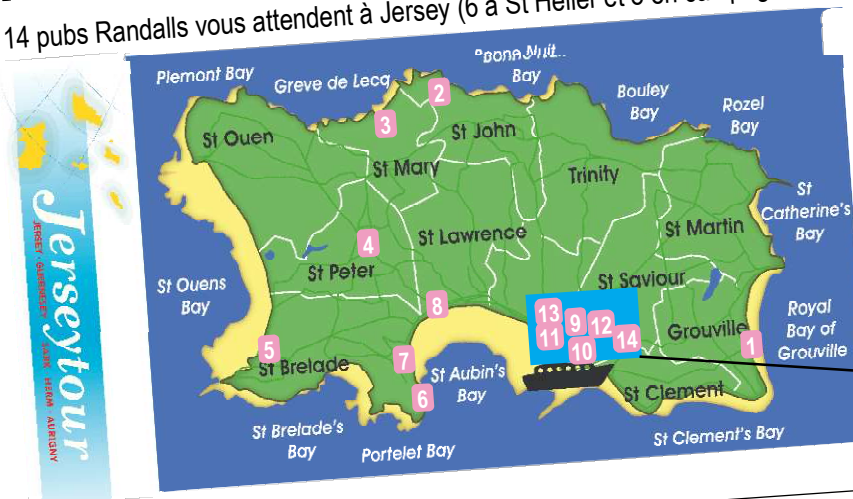 14 pubs Randalls vous attendent à Jersey (6 à St Helier et 8 en
Plemont Bay
Greve de Lecq
Bonne Nuit
Bay
Bouley
Bay
Rozel
Bay
St Ouen
2
3
St John
St Mary
Trinity
St
Catherine's
Bay
St Martin
4
St Lawrence
St Peter
St Ouens
Bay
St Saviour
8
13
9
12
11
14
10
Grouville
1
Royal
Bay of
Grouville
5
St Brelade
7
6
St Aubin's
Bay
St Clement
St Brelade's
Bay
Portelet Bay
St Clement's Bay
Jerseytour
JERSEY - GUERNESEY - SARK - HERM - AURIGNY